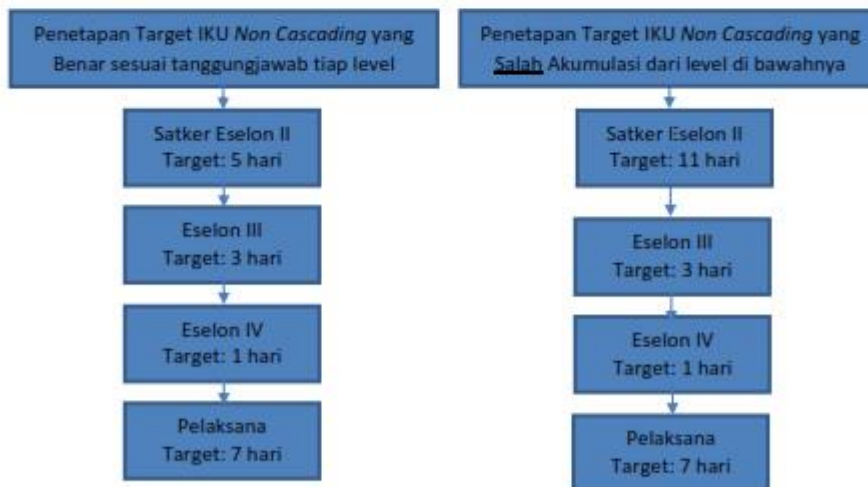 Penetapan Target IKU Non Cascading yang
Benar sesuai tanggungjawab tiap level
Satker Eselon II
Target: 5 hari
Eselon III
Target: 3 hari
Eselon IV
Target: 1 hari
Pelaksana
Target: 7 hari
Penetapan Target IKU Non Cascading yang
Salah Akumulasi dari level di bawahnya
Satker Eselon II
Target: 11 hari
Eselon III
Target: 3 hari
Eselon IV
Target: 1 hari
Pelaksana
Target: 7 hari